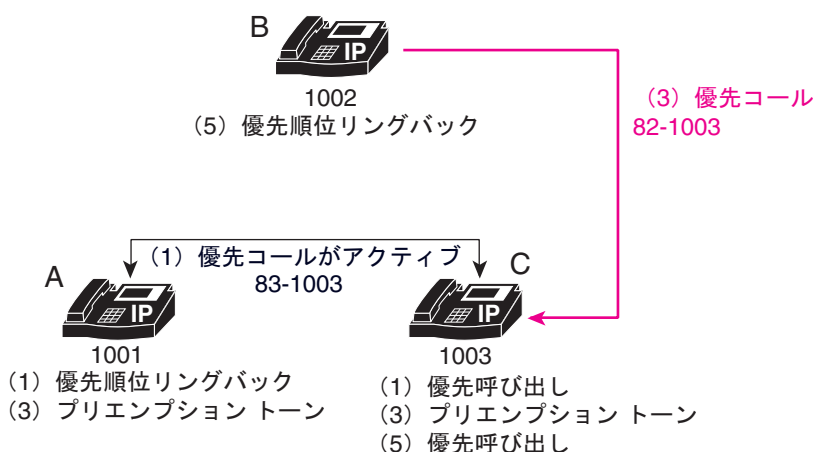 B
IP
1002
(5)優先順位リングバック
(3)優先コール
82-1003
(1)優先コールがアクティブ
83-1003
A
IP
1001
(1)優先順位リングバック
(3)プリエンプション トーン
C
IP
1003
(1)優先呼び出し
(3)プリエンプション トーン
(5)優先呼び出し